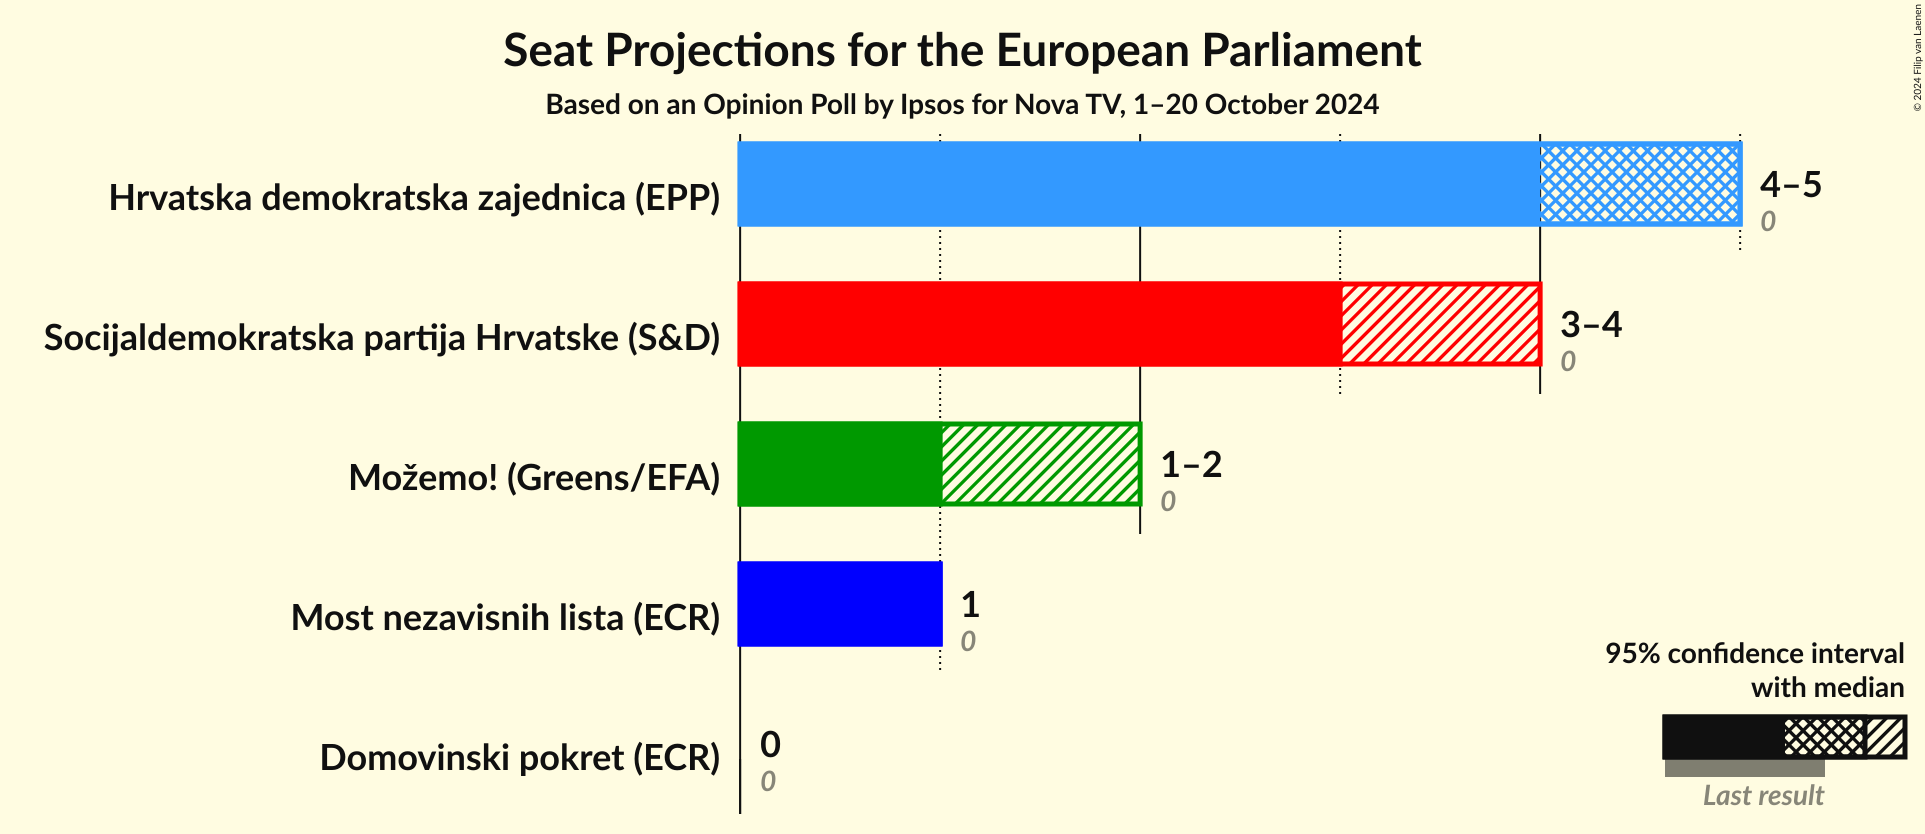 Seat Projections for the European Parliament
Based on an Opinion Poll by Ipsos for Nova TV, 1–20 October 2024
© 2024 Filip van Laenen
Hrvatska demokratska zajednica (EPP)
4–5
0
Socijaldemokratska partija Hrvatske (S&D)
3–4
0
Možemo! (Greens/EFA)
1–2
0
Most nezavisnih lista (ECR)
1
0
Domovinski pokret (ECR)
0
0
95% confidence interval
with median
Last result